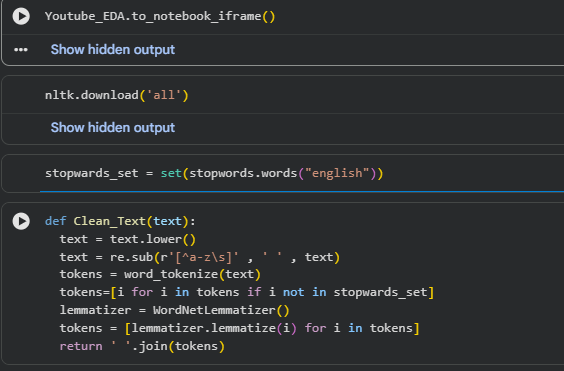 Youtube_EDA.to_notebook_iframe()
Show hidden output
nltk.download('all')
Show hidden output
stopwards_set = set(stopwords.words("english"))
def Clean_Text(text):
  text = text.lower()
  text = re.sub(r'[^a-z\s]' , ' ' , text)
  tokens = word_tokenize(text)
  tokens=[i for i in tokens if i not in stopwards_set]
  lemmatizer = WordNetLemmatizer()
  tokens = [lemmatizer.lemmatize(i) for i in tokens]
  return ' '.join(tokens)